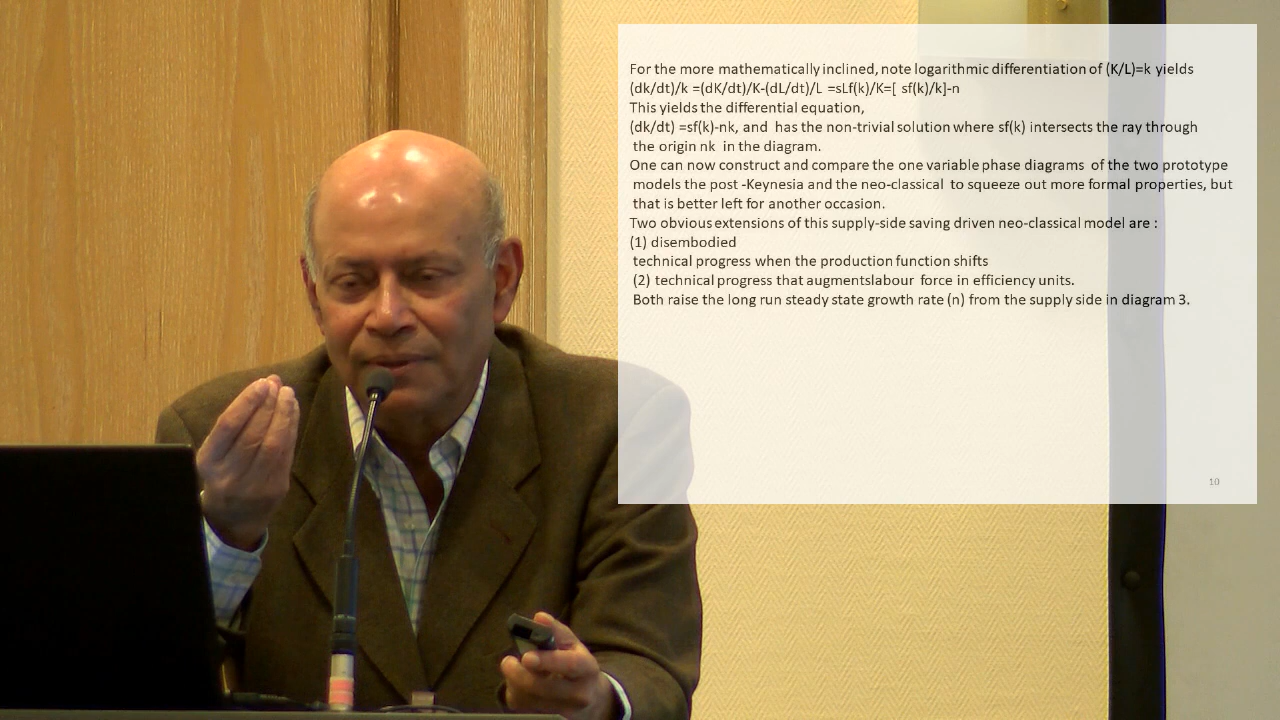 For the more mathematically inclined, note logarithmic differentiation of (K/L)=k yields
(dk/dt)/k =(dK/dt)/K-(dL/dt)/L =sLf(k)/K=[ sf(k)/k]-n
This yields the differential equation,
(dk/dt) =sf(k)-nk, and has the non-trivial solution where sf(k) intersects the ray through
the origin nk in the diagram.
One can now construct and compare the one variable phase diagrams of the two prototype
models the post -Keynesia and the neo-classical to squeeze out more formal properties, but
that is better left for another occasion.
Two obvious extensions of this supply-side saving driven neo-classical model are :
(1) disembodied
technical progress when the production function shifts
(2) technical progress that augmentslabour force in efficiency units.
Both raise the long run steady state growth rate (n) from the supply side in diagram 3.
10